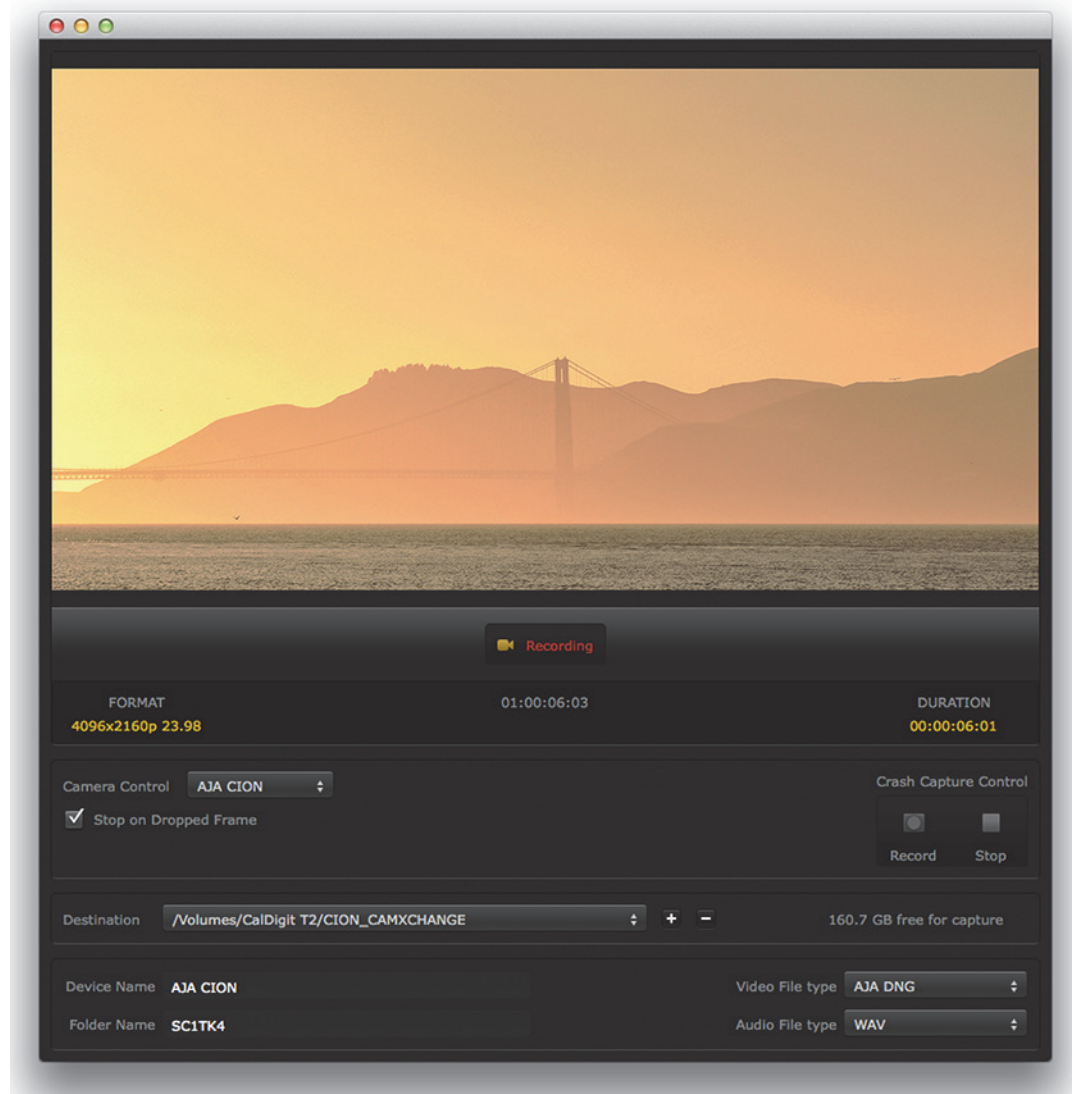 Recording
FORMAT 01:00:06:03 DURATION
4096x2160p 23.98 00:00:06:01
Camera Control AJA CION Crash Capture Control
Stop on Dropped Frame
Record Stop
Destination /Volumes/CalDigit T2/CION_CAMXCHANGE + − 160.7 GB free for capture
Device Name AJA CION Video File type AJA DNG
Folder Name SC1TK4 Audio File type WAV